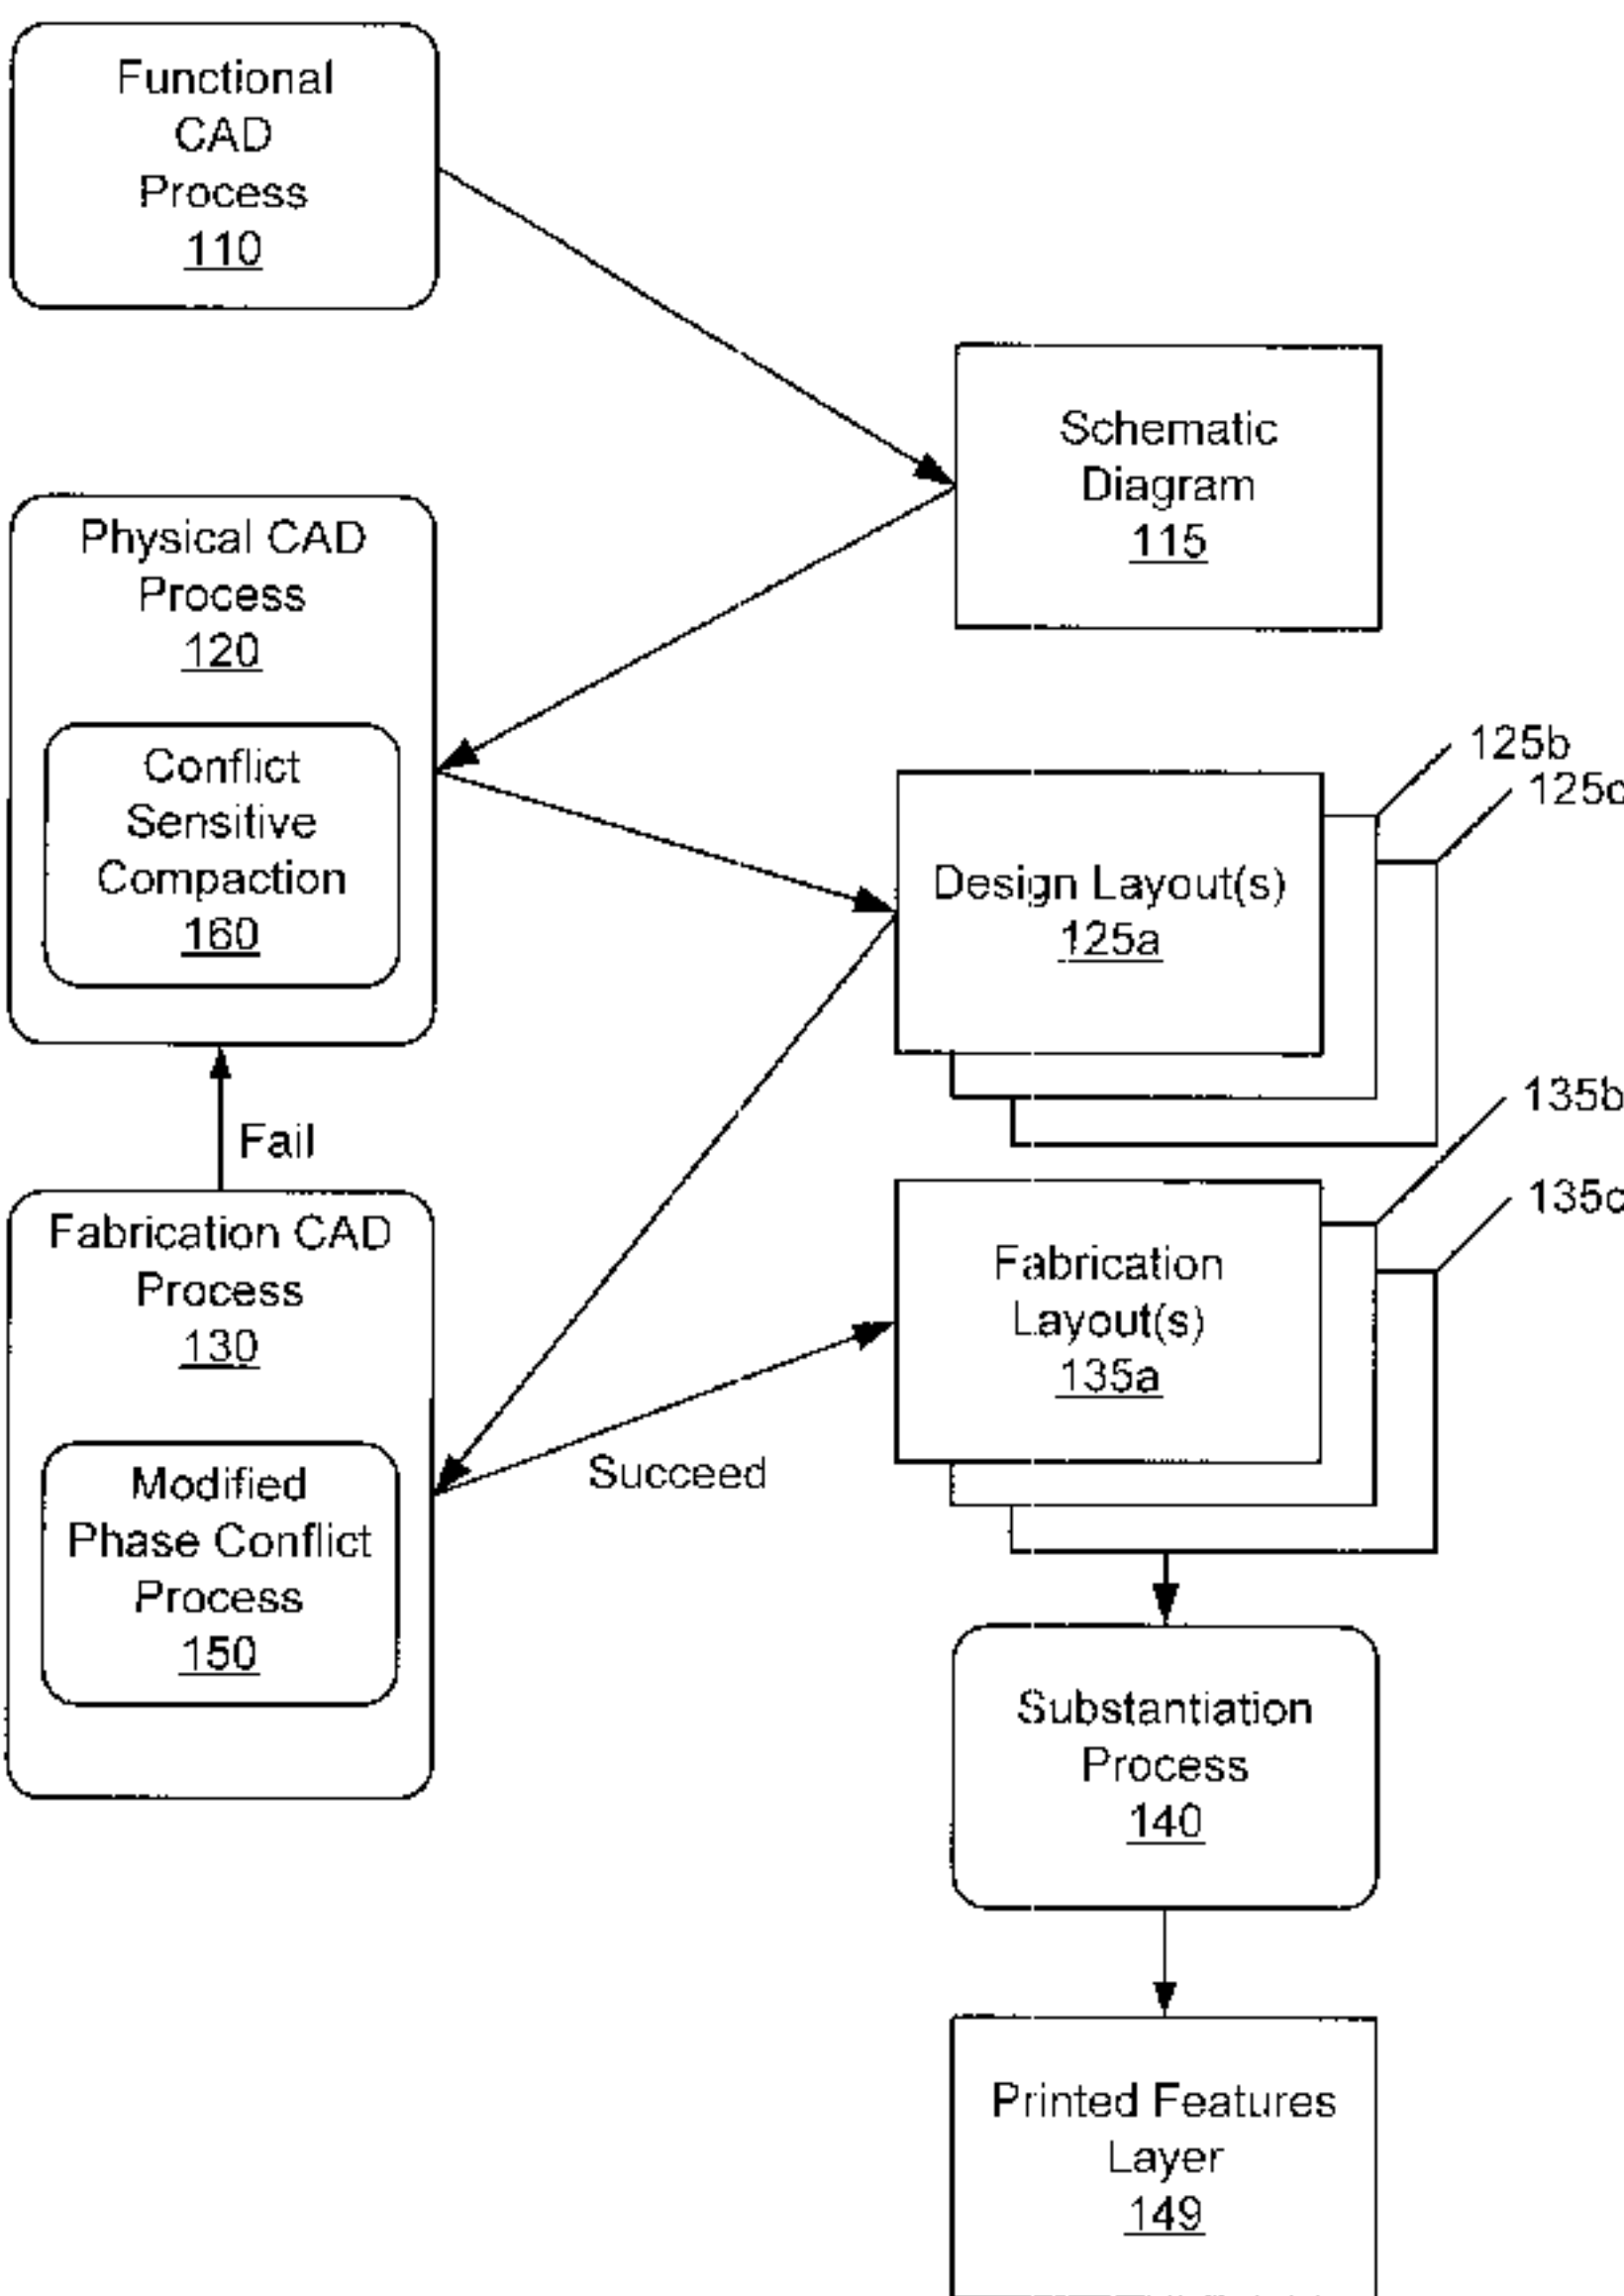 Functional
CAD
Process
110
Schematic
Diagram
115
Physical CAD
Process
120
Conflict
Sensitive
Compaction
160
125b
125c
Design Layout(s)
125a
Fail
135b
135c
Fabrication CAD
Process
130
Fabrication
Layout(s)
135a
Succeed
Modified
Phase Conflict
Process
150
Substantiation
Process
140
Printed Features
Layer
149